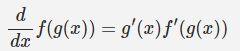 d/dx f(g(x)) = g′(x)f′(g(x))